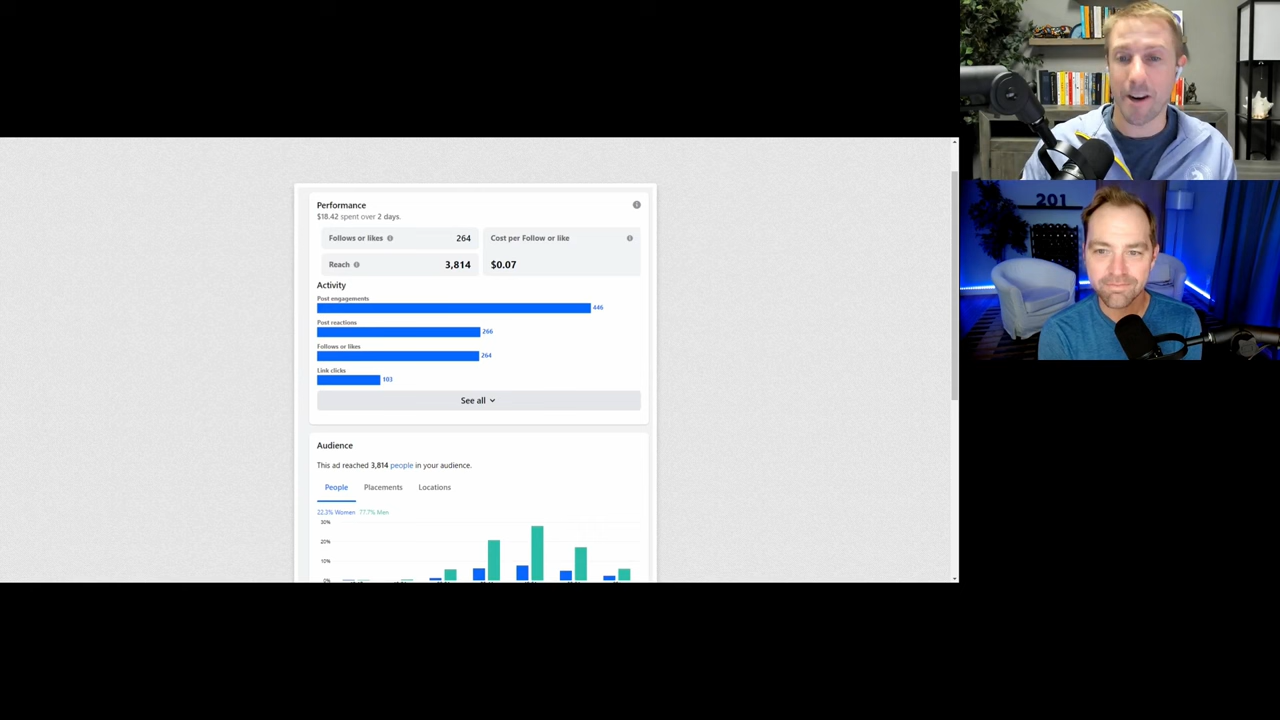 201
Performance
$18.42 spent over 2 days.
Follows or likes 264
Cost per Follow or like
Reach 3,814
$0.07
Activity
Post engagements
446
Post reactions
266
Follows or likes
264
Link clicks
103
See all
Audience
This ad reached 3,814 people in your audience.
People Placements Locations
22.3% Women 77.7% Men
30%
20%
10%
0%